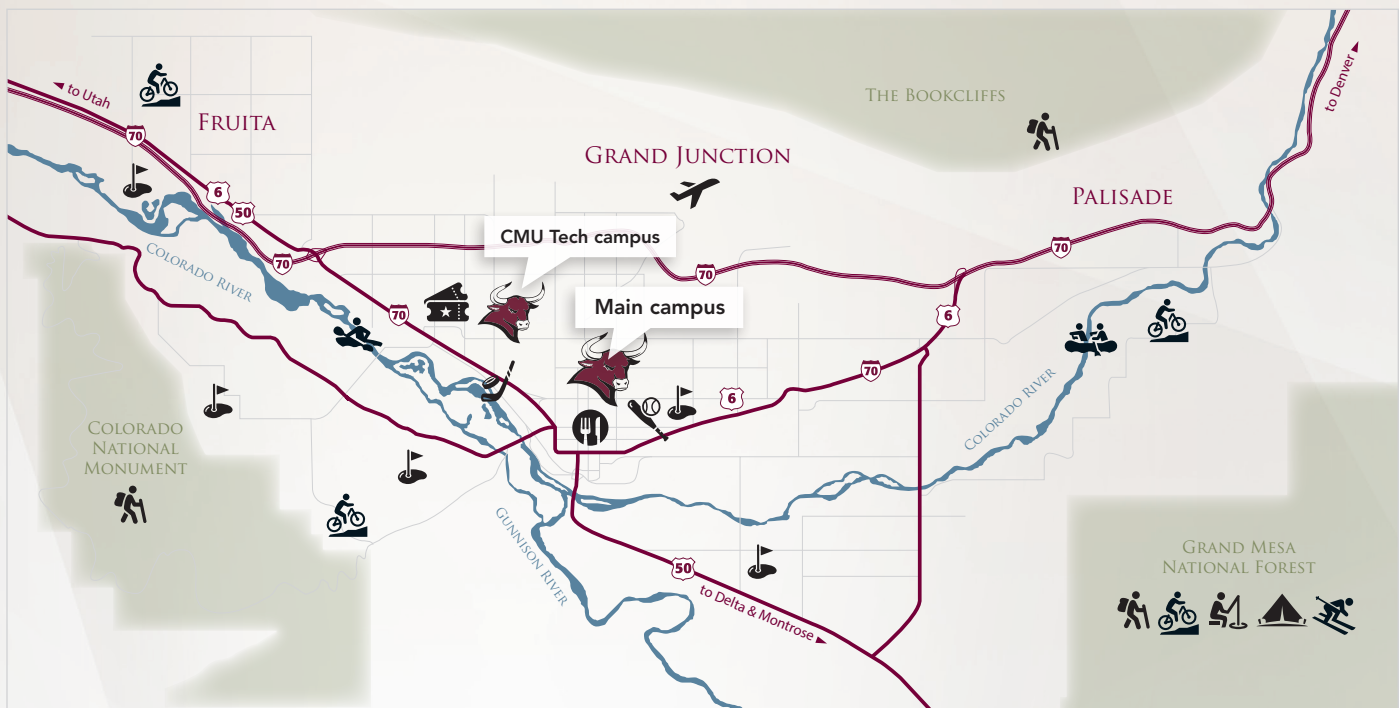 to Utah
FRUITA
THE BOOKCLIFFS
to Denver
70
GRAND JUNCTION
6
50
PALISADE
CMU Tech campus
COLORADO RIVER
70
70
70
Main campus
70
6
70
6
COLORADO RIVER
COLORADO
NATIONAL
MONUMENT
GUNNISON RIVER
50
to Delta & Montrose
GRAND MESA
NATIONAL FOREST